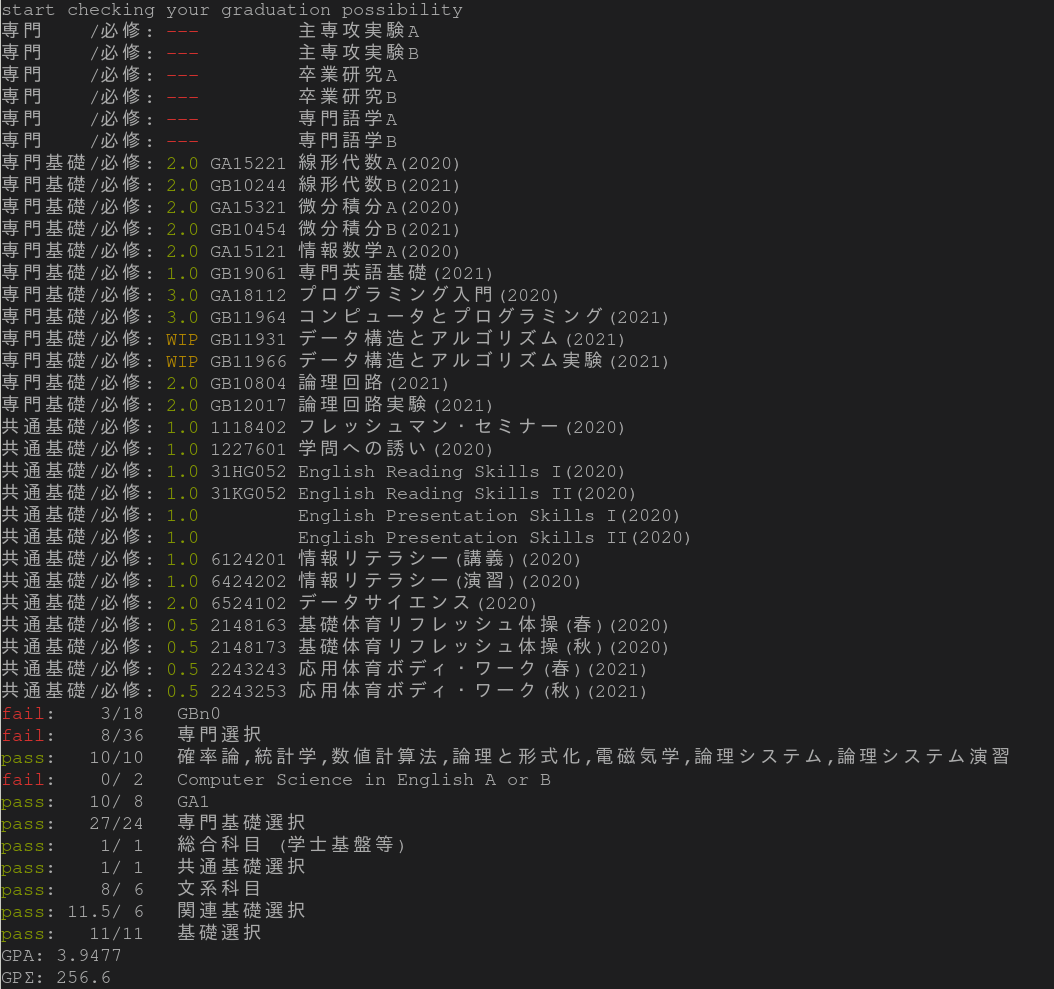 start checking your graduation possibility
専門　　/必修: ---         主専攻実験A
専門　　/必修: ---         主専攻実験B
専門　　/必修: ---         卒業研究A
専門　　/必修: ---         卒業研究B
専門　　/必修: ---         専門語学A
専門　　/必修: ---         専門語学B
専門基礎/必修: 2.0 GA15221 線形代数A(2020)
専門基礎/必修: 2.0 GB10244 線形代数B(2021)
専門基礎/必修: 2.0 GA15321 微分積分A(2020)
専門基礎/必修: 2.0 GB10454 微分積分B(2021)
専門基礎/必修: 2.0 GA15121 情報数学A(2020)
専門基礎/必修: 1.0 GB19061 専門英語基礎(2021)
専門基礎/必修: 3.0 GA18112 プログラミング入門(2020)
専門基礎/必修: 3.0 GB11964 コンピュータとプログラミング(2021)
専門基礎/必修: WIP GB11931 データ構造とアルゴリズム(2021)
専門基礎/必修: WIP GB11966 データ構造とアルゴリズム実験(2021)
専門基礎/必修: 2.0 GB10804 論理回路(2021)
専門基礎/必修: 2.0 GB12017 論理回路実験(2021)
共通基礎/必修: 1.0 1118402 フレッシュマン・セミナー(2020)
共通基礎/必修: 1.0 1227601 学問への誘い(2020)
共通基礎/必修: 1.0 31HG052 English Reading Skills I(2020)
共通基礎/必修: 1.0 31KG052 English Reading Skills II(2020)
共通基礎/必修: 1.0         English Presentation Skills I(2020)
共通基礎/必修: 1.0         English Presentation Skills II(2020)
共通基礎/必修: 1.0 6124201 情報リテラシー(講義)(2020)
共通基礎/必修: 1.0 6424202 情報リテラシー(演習)(2020)
共通基礎/必修: 2.0 6524102 データサイエンス(2020)
共通基礎/必修: 0.5 2148163 基礎体育リフレッシュ体操(春)(2020)
共通基礎/必修: 0.5 2148173 基礎体育リフレッシュ体操(秋)(2020)
共通基礎/必修: 0.5 2243243 応用体育ボディ・ワーク(春)(2021)
共通基礎/必修: 0.5 2243253 応用体育ボディ・ワーク(秋)(2021)
fail:    3/18   GBn0
fail:    8/36   専門選択
pass:   10/10   確率論,統計学,数値計算法,論理と形式化,電磁気学,論理システム,論理システム演習
fail:    0/ 2   Computer Science in English A or B
pass:   10/ 8   GA1
pass:   27/24   専門基礎選択
pass:    1/ 1   総合科目 (学士基盤等)
pass:    1/ 1   共通基礎選択
pass:    8/ 6   文系科目
pass: 11.5/ 6   関連基礎選択
pass:   11/11   基礎選択
GPA: 3.9477
GPΣ: 256.6